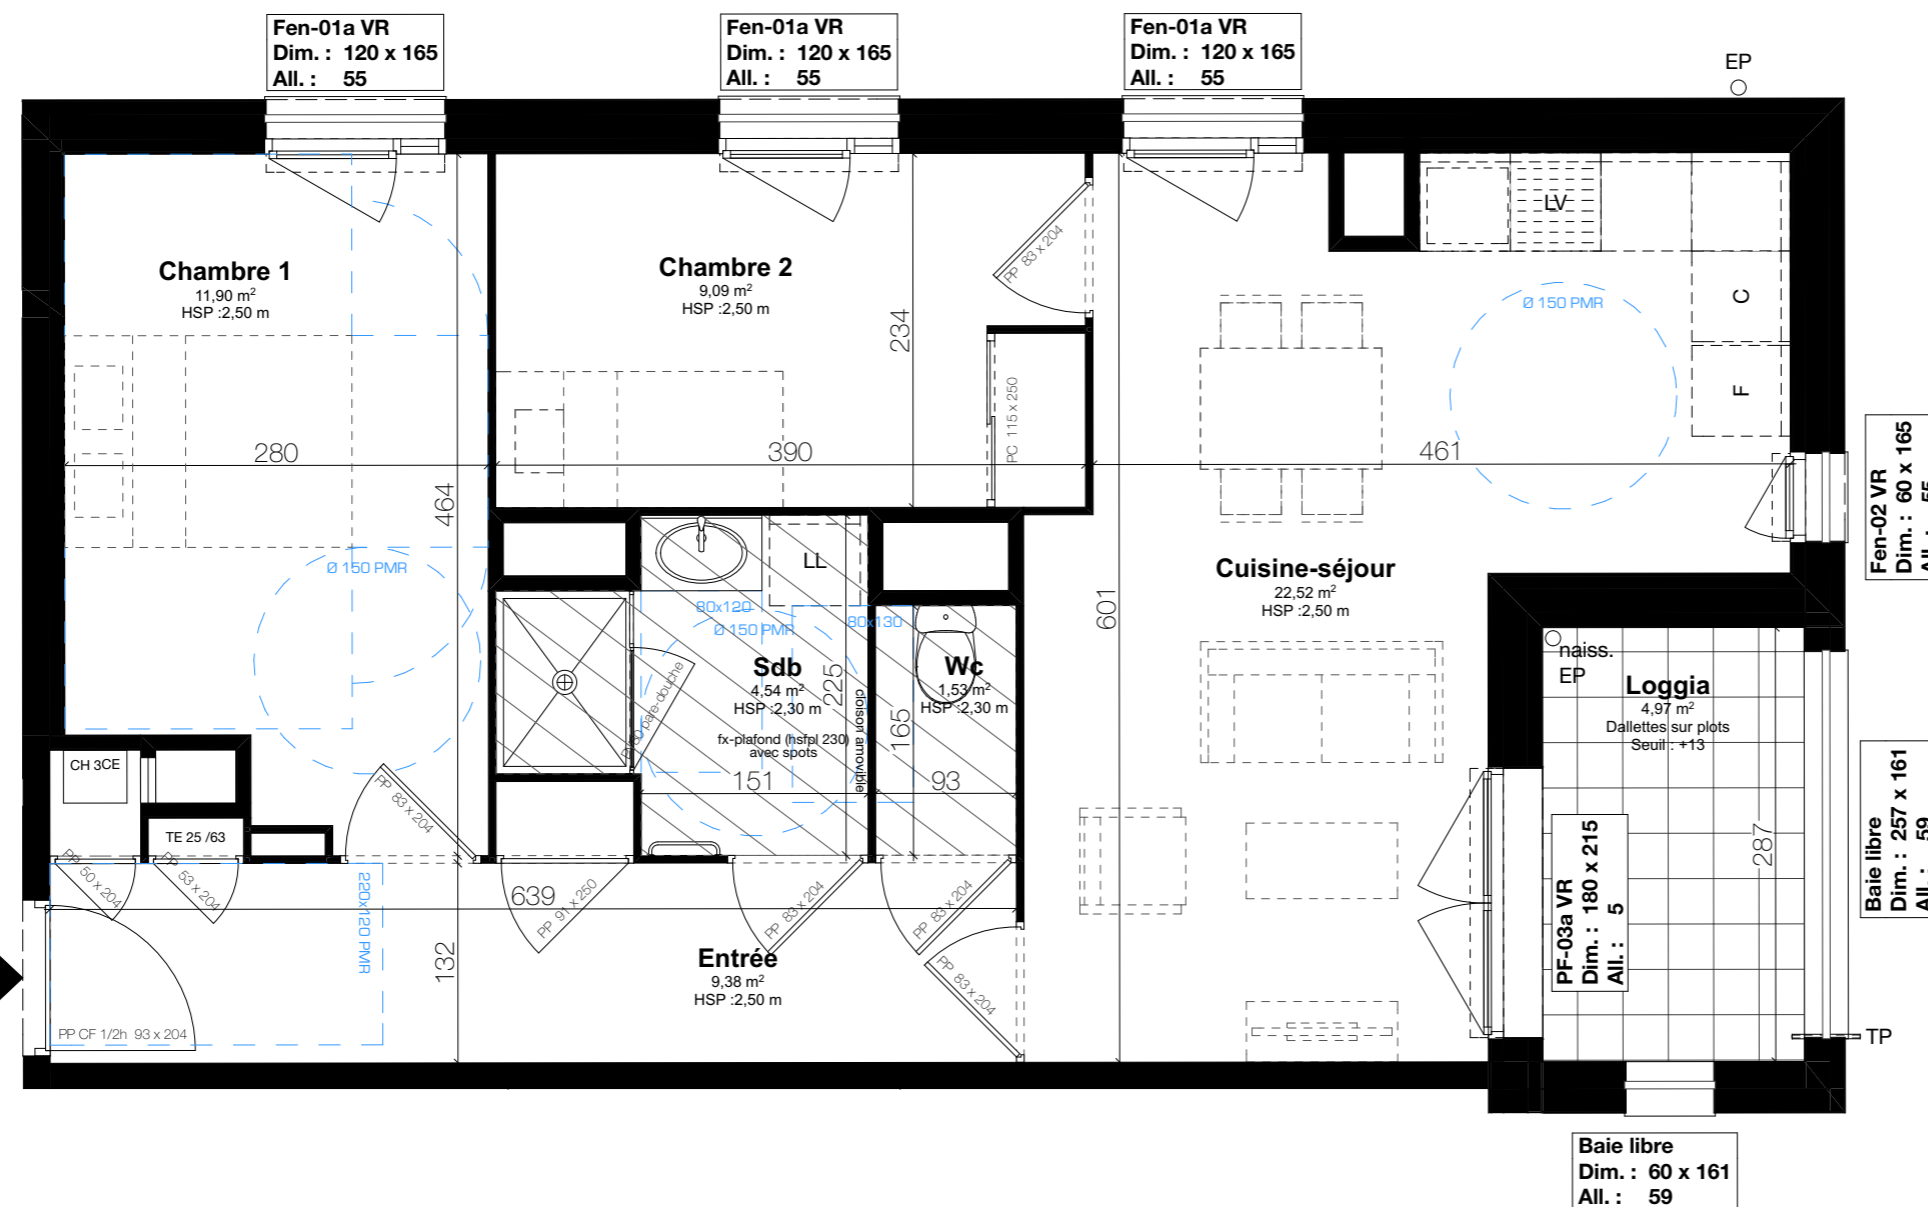 Fen-01a VR
Dim. : 120 x 165
All. : 55
Fen-01a VR
Dim. : 120 x 165
All. : 55
Fen-01a VR
Dim. : 120 x 165
All. : 55
EP
Chambre 1
11,90 m²
HSP :2,50 m
Chambre 2
9,09 m²
HSP :2,50 m
234
PP 83 x 204
PC 115 x 250
LV
C
F
Ø 150 PMR
280
464
390
461
Fen-02 VR
Dim. : 60 x 165
All. : 55
Ø 150 PMR
LL
80x120
Ø 150 PMR
80x130
Sdb
4,54 m²
HSP :2,30 m
fx-plafond (hsfpl 230)
avec spots
225
151
cloison amovible
pare-douche
Wc
1,53 m²
HSP :2,30 m
165
93
601
Cuisine-séjour
22,52 m²
HSP :2,50 m
naiss.
EP
Loggia
4,97 m²
Dallettes sur plots
Seuil : +13
287
PF-03a VR
Dim. : 180 x 215
All. : 5
Baie libre
Dim. : 257 x 161
All. : 59
CH 3CE
TE 25 /63
PP 83 x 204
PP 50 x 204
PP 53 x 204
220x120 PMR
639
132
PP 91 x 250
PP 83 x 204
PP 83 x 204
PP 83 x 204
Entrée
9,38 m²
HSP :2,50 m
PP CF 1/2h 93 x 204
TP
Baie libre
Dim. : 60 x 161
All. : 59